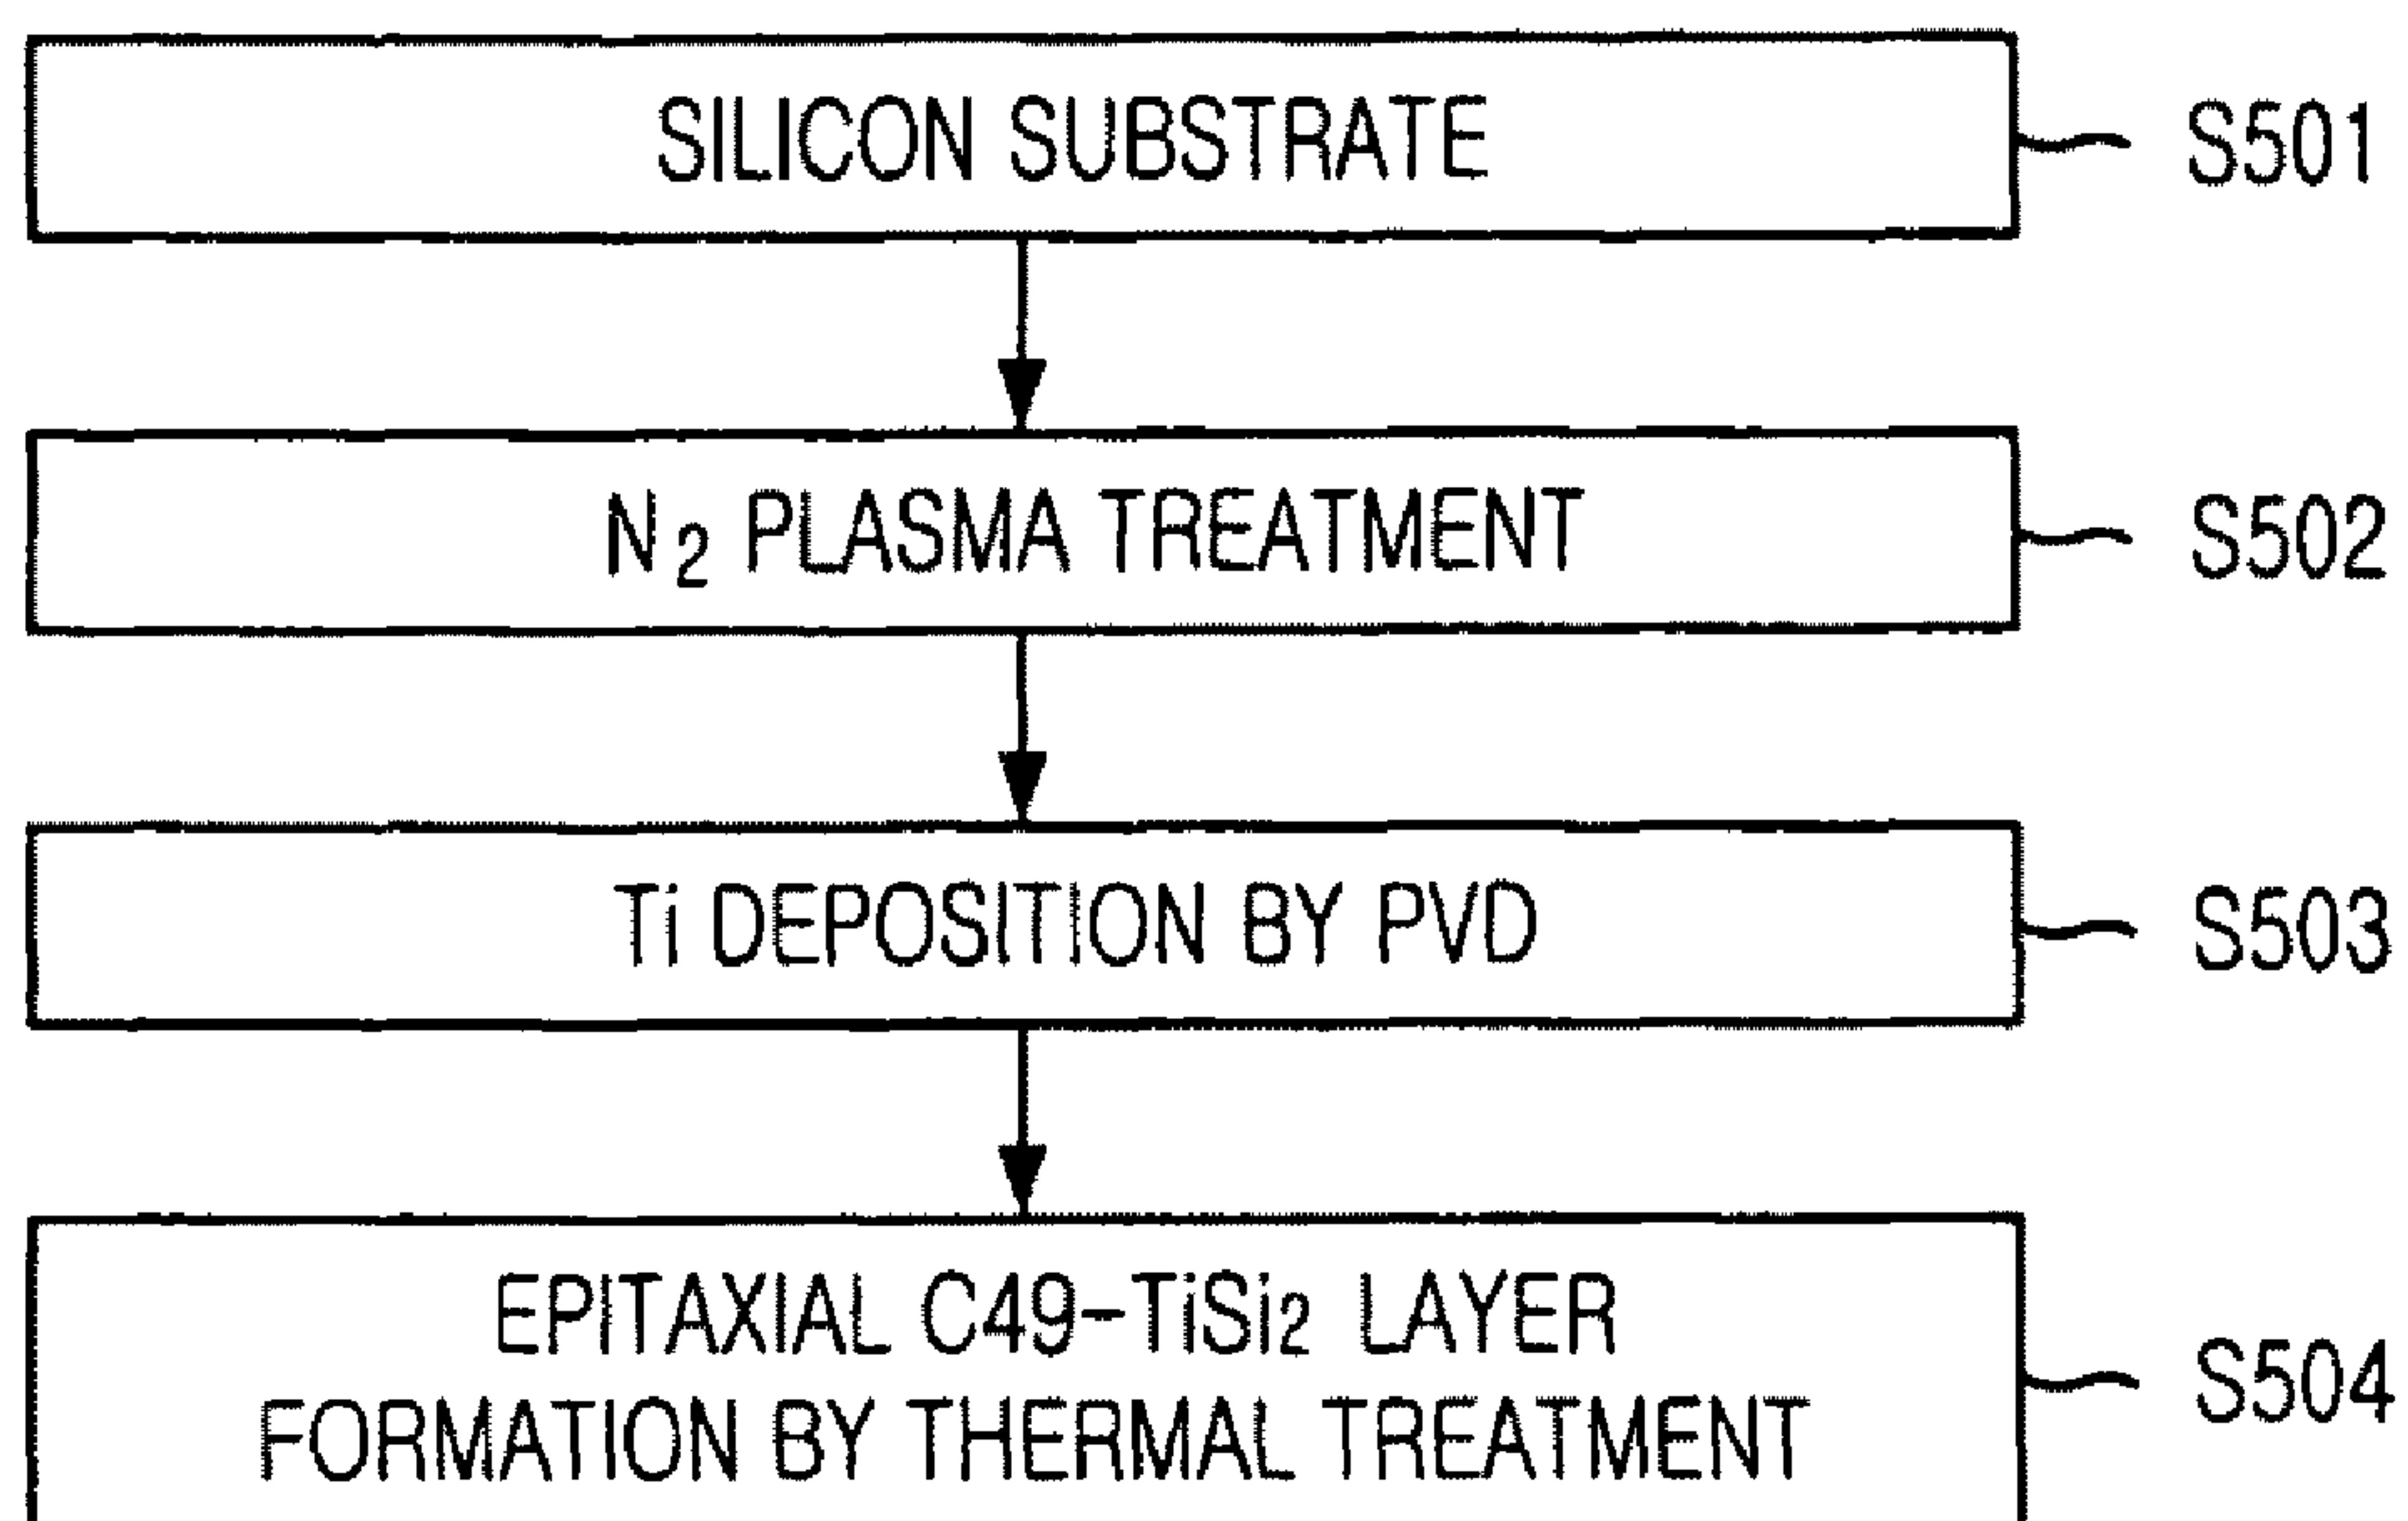 SILICON SUBSTRATE
S501
N2 PLASMA TREATMENT
S502
Ti DEPOSITION BY PVD
S503
EPITAXIAL C49-TiSi2 LAYER
FORMATION BY THERMAL TREATMENT
S504